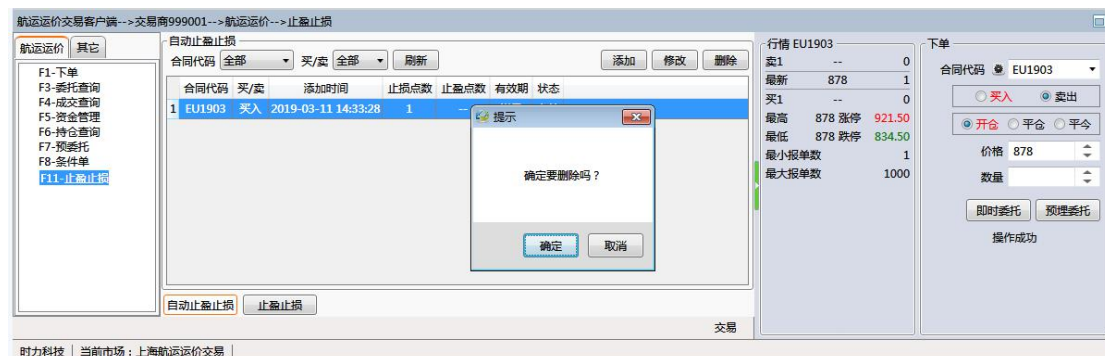 航运运价交易客户端-->交易商999001-->航运运价-->止盈止损
航运运价 其它
F1-下单
F3-委托查询
F4-成交查询
F5-资金管理
F6-持仓查询
F7-预委托
F8-条件单
F11-止盈止损
自动止盈止损
合同代码 全部 买/卖 全部 刷新 添加 修改 删除
合同代码 买/卖 添加时间 止损点数 止盈点数 有效期 状态
1 EU1903 买入 2019-03-11 14:33:28 1 --
提示
确定要删除吗？
确定 取消
自动止盈止损 止盈止损
交易
行情 EU1903
卖1 -- 0
最新 878 1
买1 -- 0
最高 878 涨停 921.50
最低 878 跌停 834.50
最小报单数 1
最大报单数 1000
下单
合同代码 EU1903
买入 卖出
开仓 平仓 平今
价格 878
数量
即时委托 预埋委托
操作成功
时力科技 当前市场：上海航运运价交易